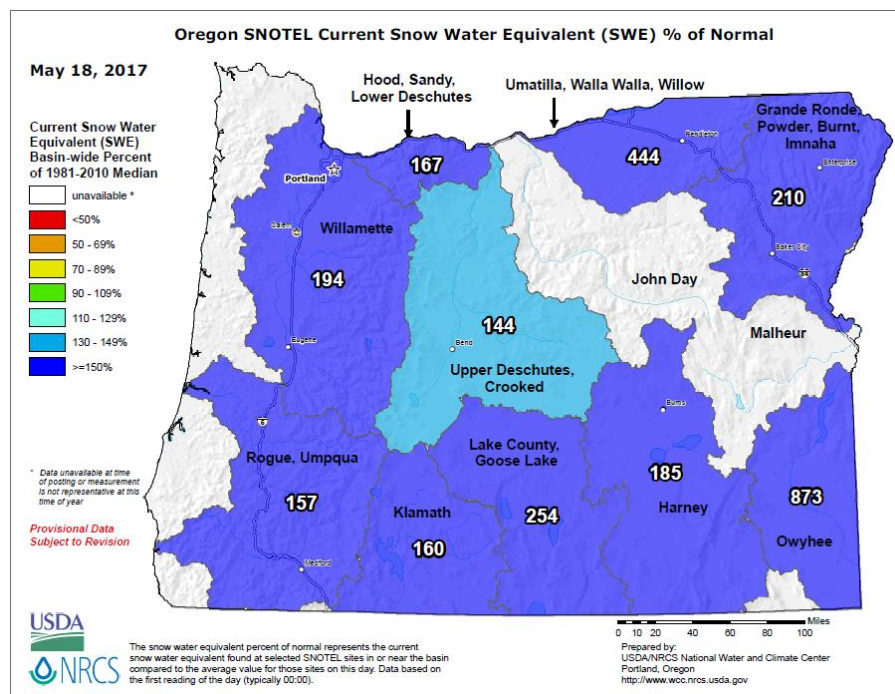 Oregon SNOTEL Current Snow Water Equivalent (SWE) % of Normal
May 18, 2017
Current Snow Water
Equivalent (SWE)
Basin-wide Percent
of 1981-2010 Median
unavailable *
<50%
50 - 69%
70 - 89%
90 - 109%
110 - 129%
130 - 149%
>=150%
* Data unavailable at time
of posting or measurement
is not representative at this
time of year
Provisional Data
Subject to Revision
Hood, Sandy,
Lower Deschutes
Umatilla, Walla Walla, Willow
Grande Ronde,
Powder, Burnt,
Imnaha
Pendleton
Enterprise
Portland
167
444
210
Salem
Willamette
194
Baker City
John Day
144
Malheur
Eugene
Bend
Upper Deschutes,
Crooked
Burns
Lake County,
Goose Lake
Rogue, Umpqua
185
157
Klamath
254
Harney
873
160
Owyhee
Medford
Miles
0 10 20 40 60 80 100
USDA
NRCS
The snow water equivalent percent of normal represents the current
snow water equivalent found at selected SNOTEL sites in or near the basin
compared to the average value for those sites on this day. Data based on
the first reading of the day (typically 00:00).
Prepared by:
USDA/NRCS National Water and Climate Center
Portland, Oregon
http://www.wcc.nrcs.usda.gov